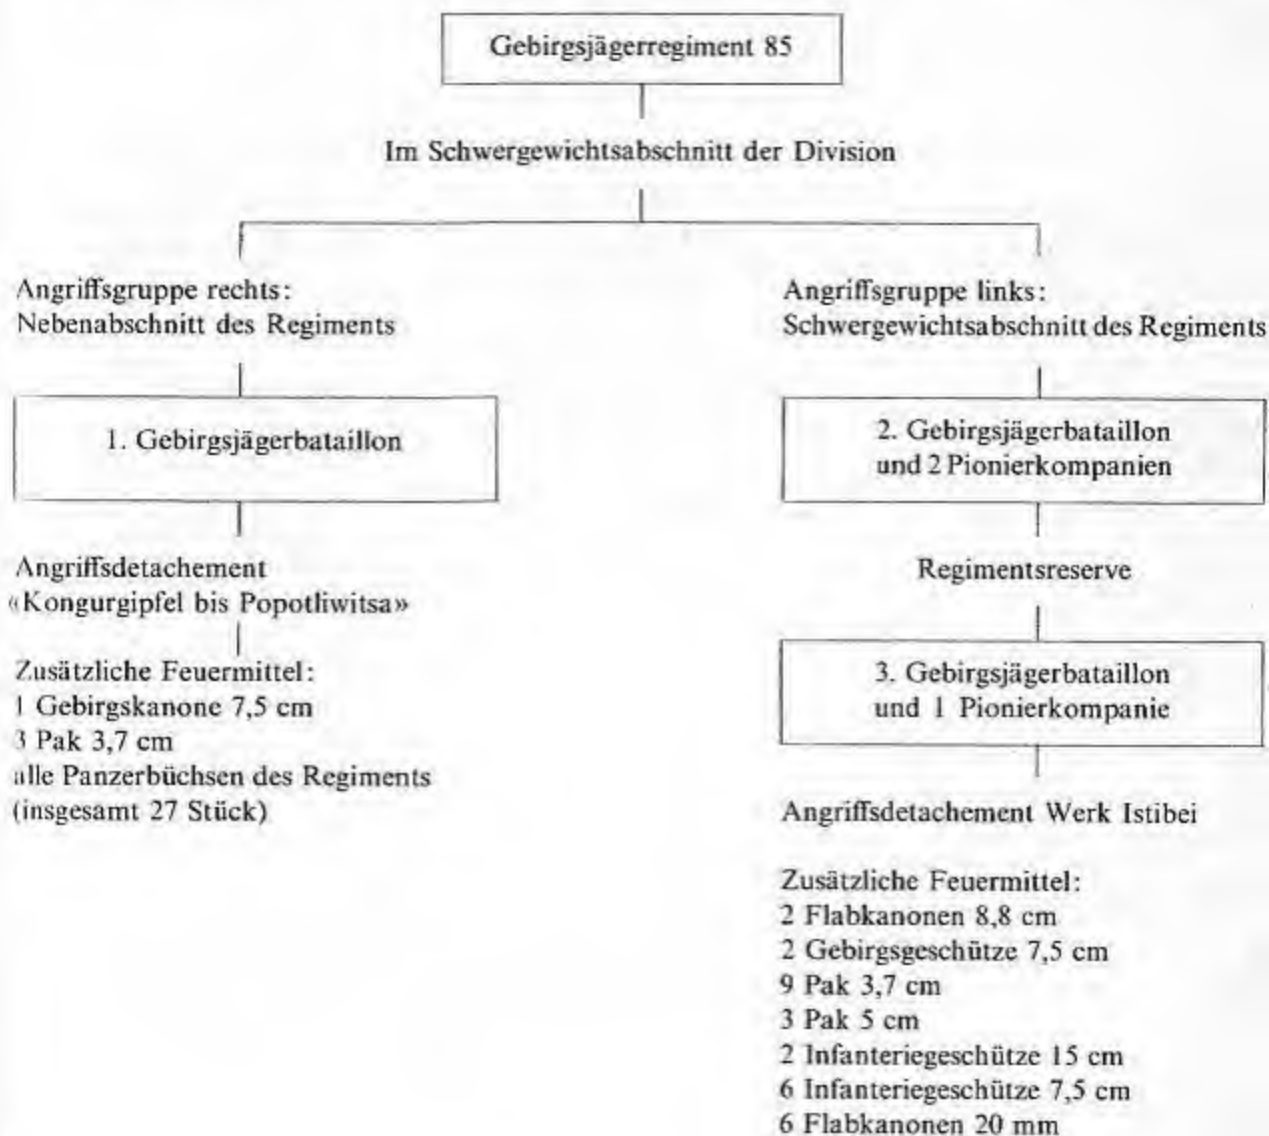 Gebirgsjägerregiment 85
Im Schwergewichtsabschnitt der Division
Angriffsgruppe rechts:
Nebenabschnitt des Regiments
1. Gebirgsjägerbataillon
Angriffsdetachement
«Kongurgipfel bis Popotliwitsa»
Zusätzliche Feuermittel:
1 Gebirgskanone 7,5 cm
3 Pak 3,7 cm
alle Panzerbüchsen des Regiments
(insgesamt 27 Stück)
Angriffsgruppe links:
Schwergewichtsabschnitt des Regiments
2. Gebirgsjägerbataillon
und 2 Pionierkompanien
Regimentsreserve
3. Gebirgsjägerbataillon
und 1 Pionierkompanie
Angriffsdetachement Werk Istibei
Zusätzliche Feuermittel:
2 Flabkanonen 8,8 cm
2 Gebirgsgeschütze 7,5 cm
9 Pak 3,7 cm
3 Pak 5 cm
2 Infanteriegeschütze 15 cm
6 Infanteriegeschütze 7,5 cm
6 Flabkanonen 20 mm